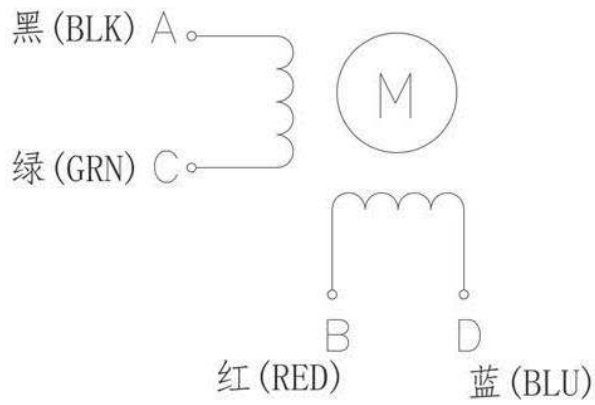 黑(BLK) A
M
绿(GRN) C
B D
红(RED) 蓝(BLU)